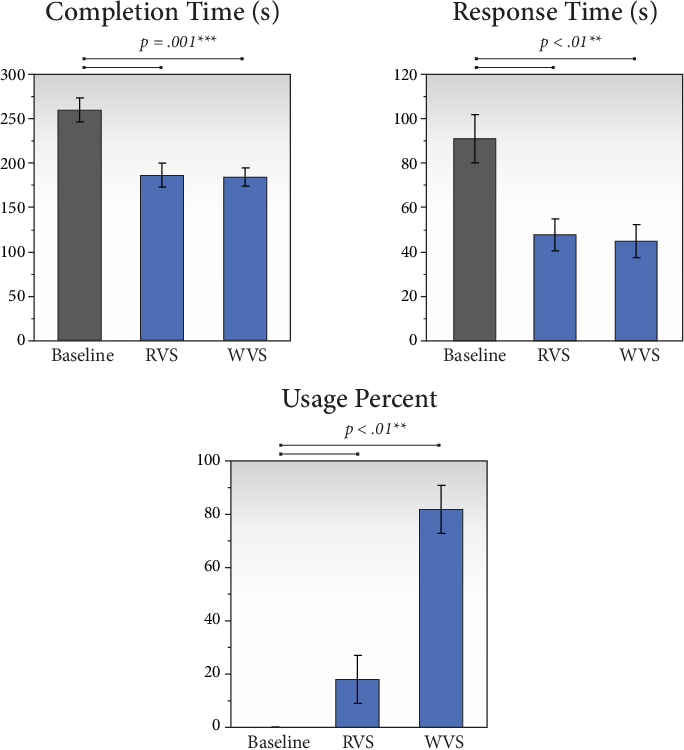 Completion Time (s)
p = .001***
300
250
200
150
100
50
0
Baseline RVS WVS
Response Time (s)
p < .01**
120
100
80
60
40
20
0
Baseline RVS WVS
Usage Percent
p < .01**
100
80
60
40
20
0
Baseline RVS WVS